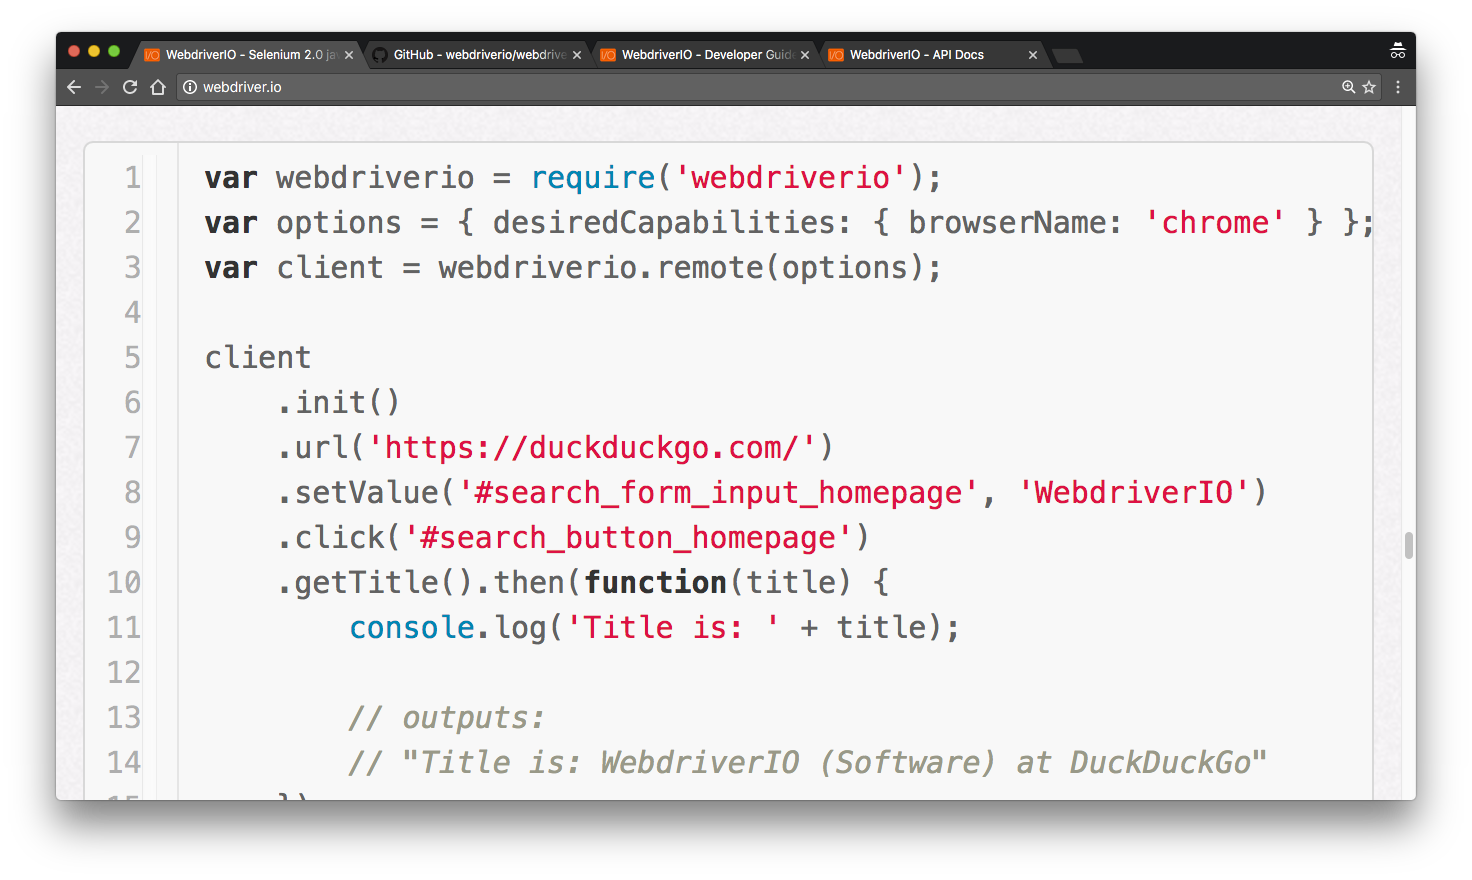 WebdriverIO - Selenium 2.0 ja
GitHub - webdriverio/webdrive
WebdriverIO - Developer Guide
WebdriverIO - API Docs
webdriver.io
1 var webdriverio = require('webdriverio');
2 var options = { desiredCapabilities: { browserName: 'chrome' } };
3 var client = webdriverio.remote(options);
4
5 client
6     .init()
7     .url('https://duckduckgo.com/')
8     .setValue('#search_form_input_homepage', 'WebdriverIO')
9     .click('#search_button_homepage')
10     .getTitle().then(function(title) {
11         console.log('Title is: ' + title);
12
13         // outputs:
14         // "Title is: WebdriverIO (Software) at DuckDuckGo"
15     })